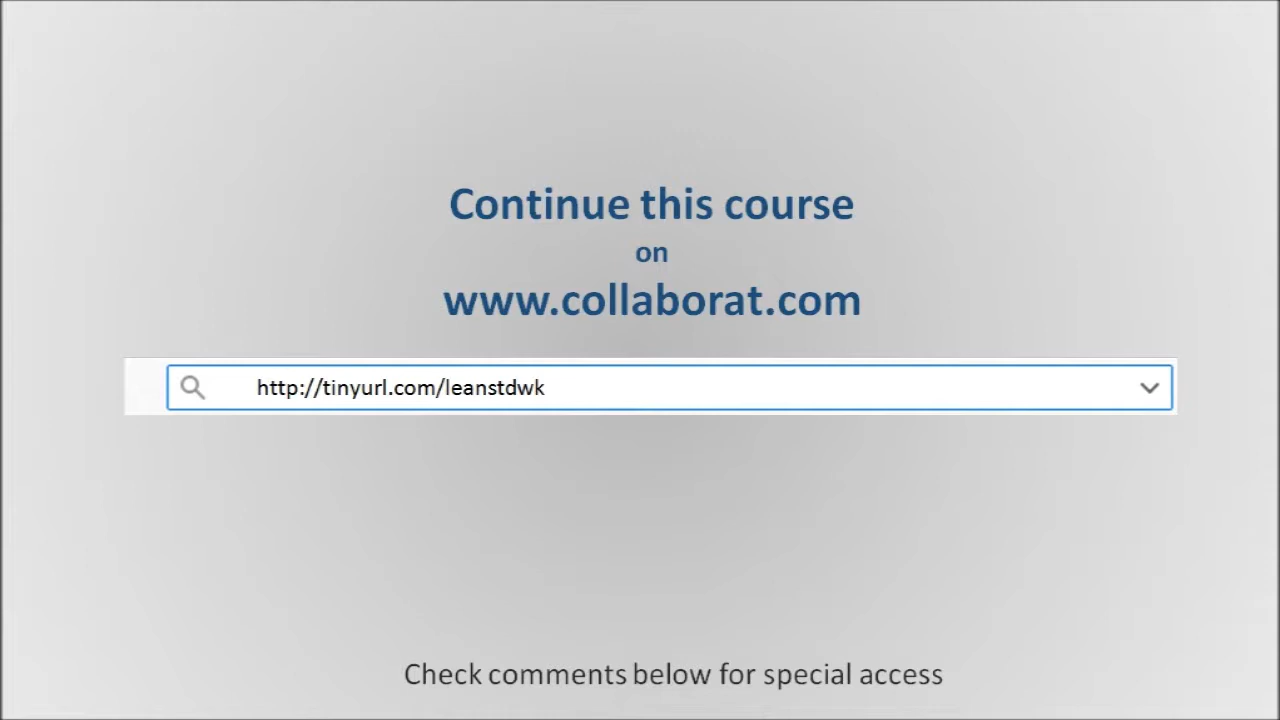 Continue this course
on
www.collaborat.com
http://tinyurl.com/leanstdwk
Check comments below for special access